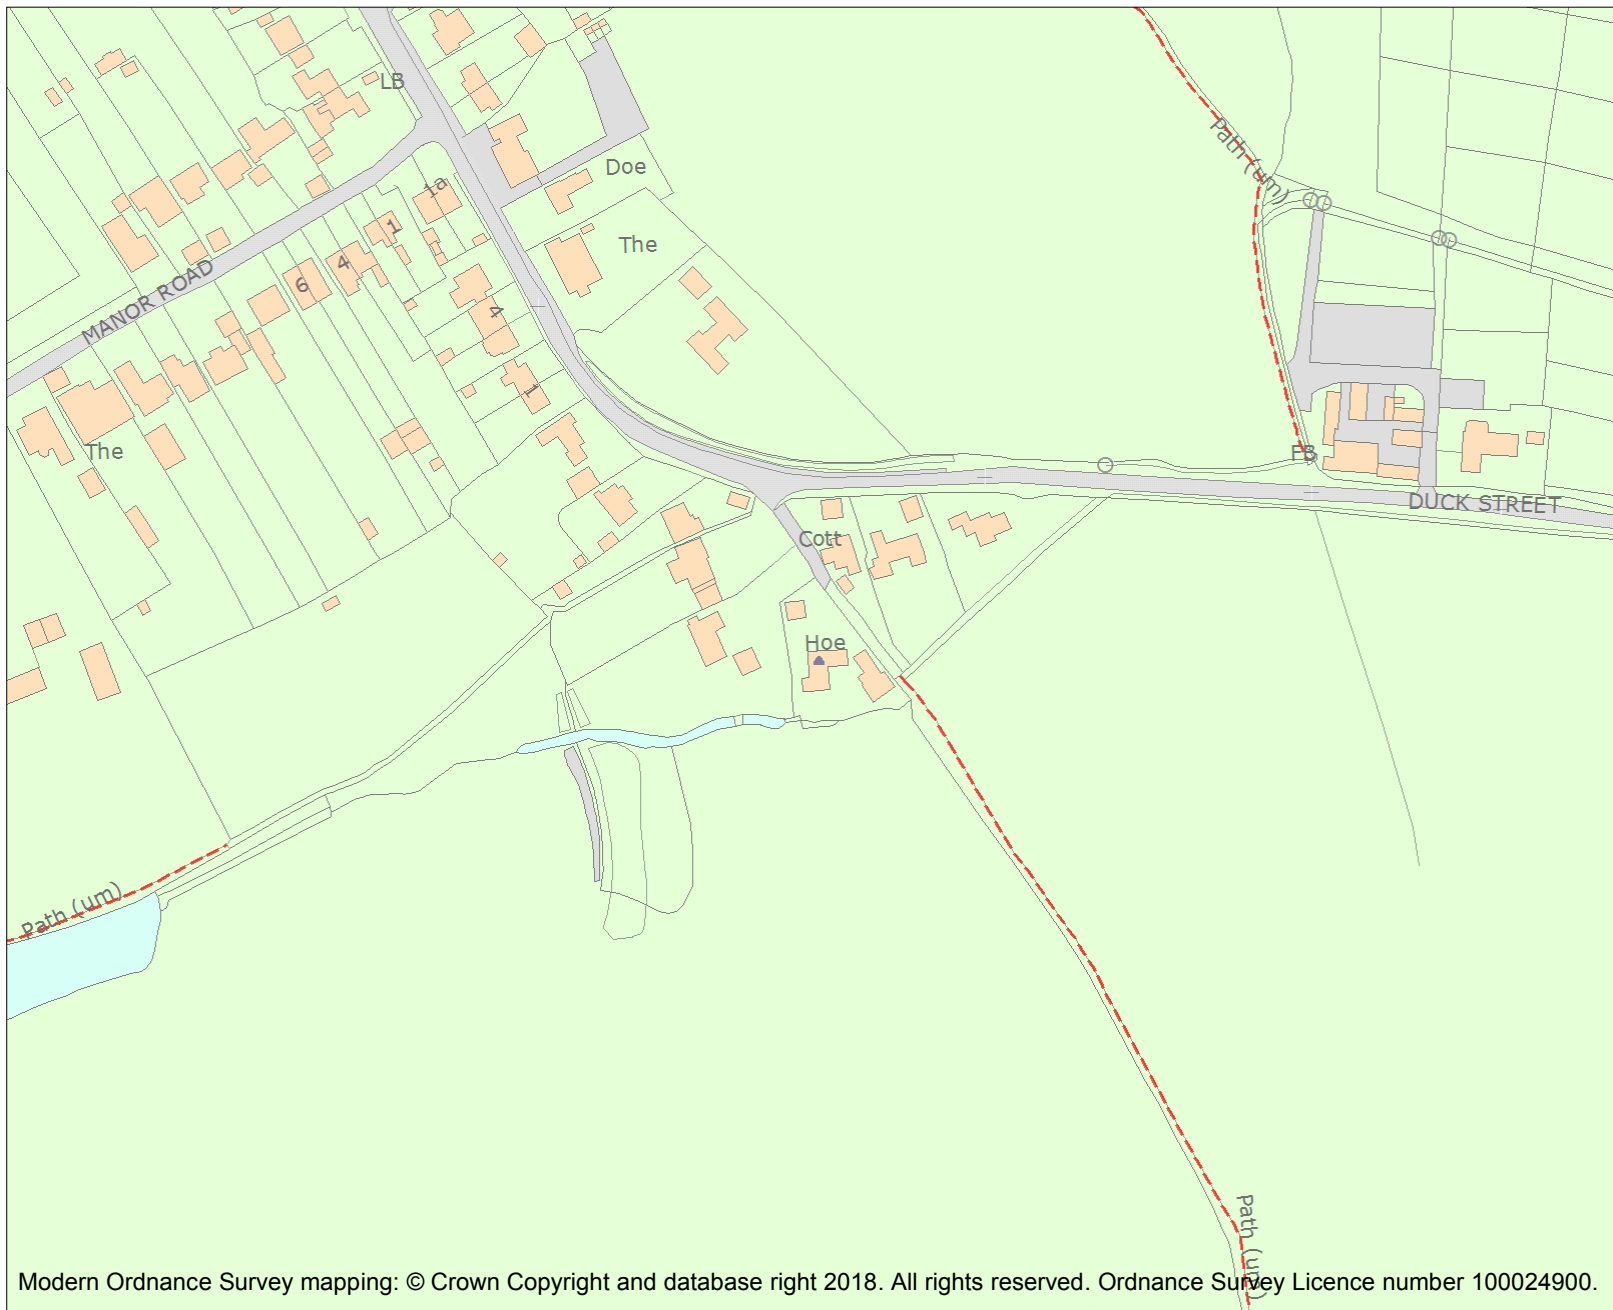 LB
Path (um)
Doe
1a
1
The
4
6
MANOR ROAD
4
1
The
FB
DUCK STREET
Cott
Hoe
Path (um)
Path (um)
Modern Ordnance Survey mapping: © Crown Copyright and database right 2018. All rights reserved. Ordnance Survey Licence number 100024900.